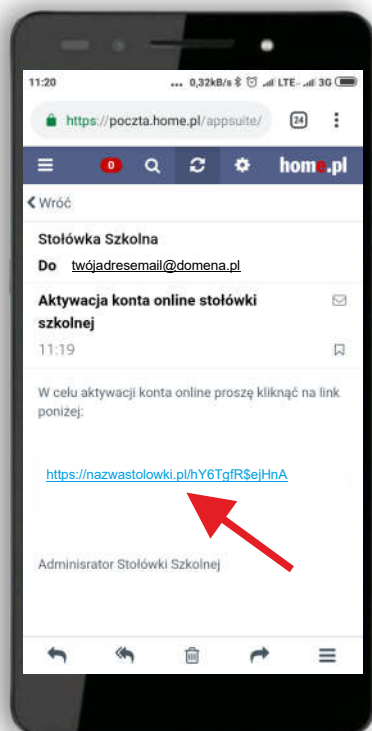 11:20 ... 0,32kB/s LTE 3G
https://poczta.home.pl/appsuite/ 24
0 home.pl
Wróć
Stołówka Szkolna
Do twójadresemail@domena.pl
Aktywacja konta online stołówki
szkolnej
11:19
W celu aktywacji konta online proszę kliknąć na link
poniżej:
https://nazwastolowki.pl/hY6TgfR$ejHnA
Adminisrator Stołówki Szkolnej